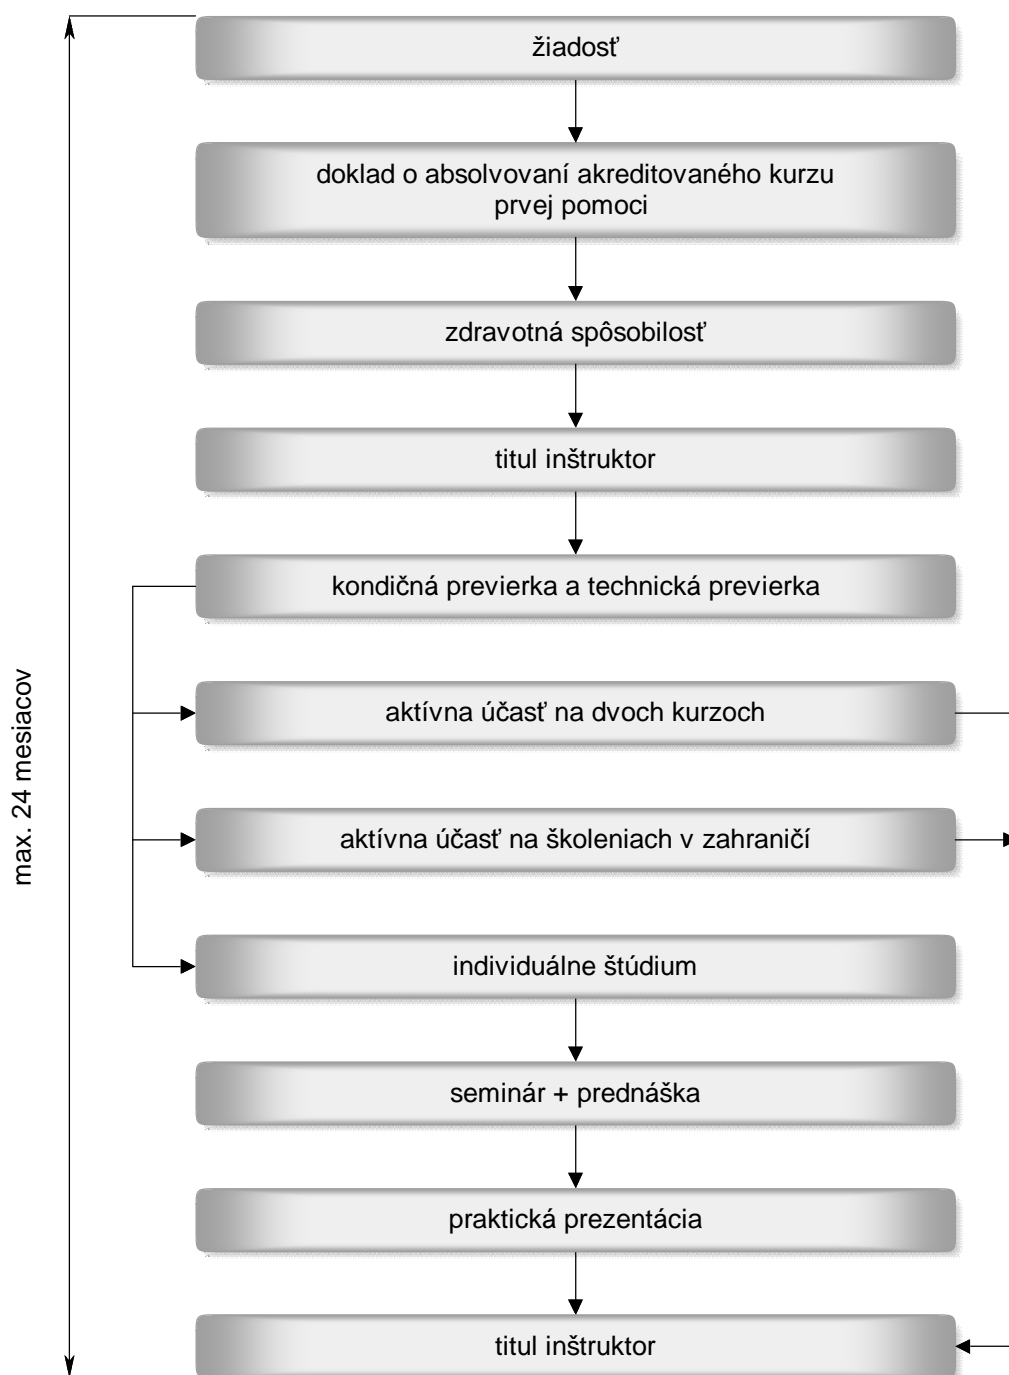 žiadosť
doklad o absolvovaní akreditovaného kurzu
prvej pomoci
zdravotná spôsobilosť
titul inštruktor
kondičná previerka a technická previerka
aktívna účasť na dvoch kurzoch
max. 24 mesiacov
aktívna účasť na školeniach v zahraničí
individuálne štúdium
seminár + prednáška
praktická prezentácia
titul inštruktor